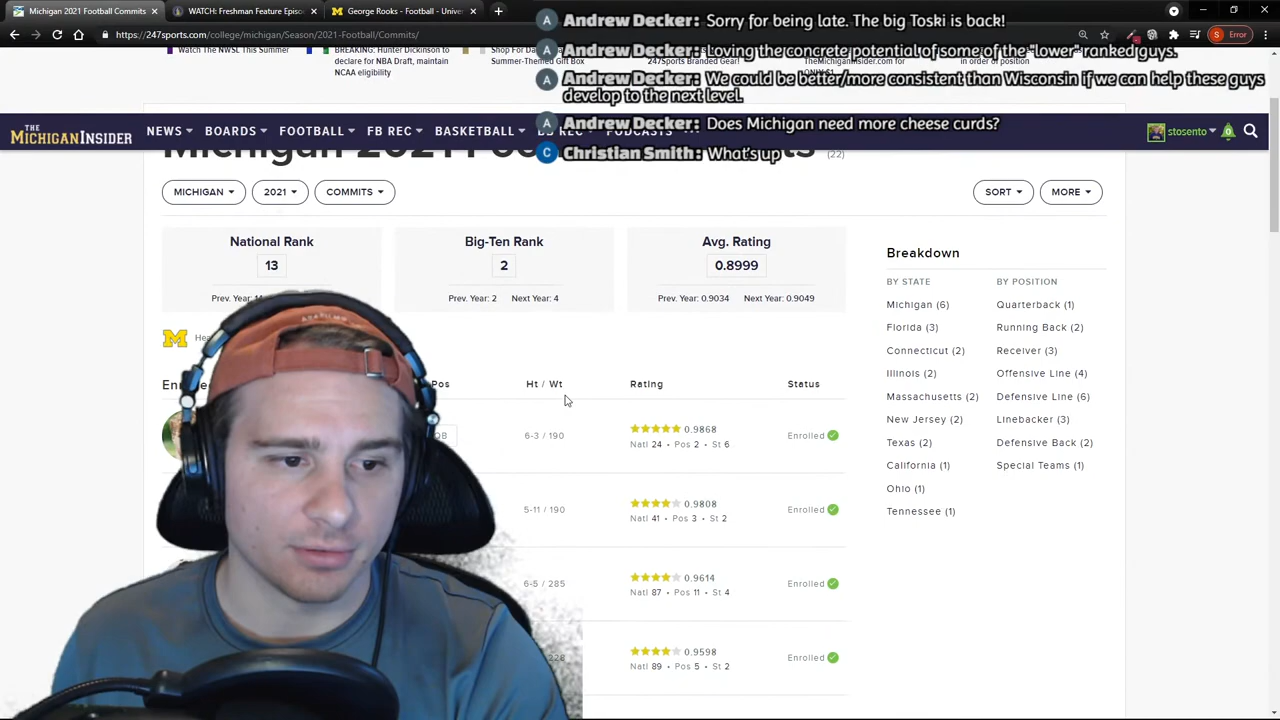 Michigan 2021 Football Commits
WATCH: Freshman Feature Episo
George Rooks - Football - Univer
https://247sports.com/college/michigan/Season/2021-Football/Commits/
Error
Andrew Decker: Sorry for being late. The big Toski is back!
Andrew Decker: Loving the concrete potential of some of the "lower" ranked guys.
Andrew Decker: We could be better/more consistent than Wisconsin if we can help these guys
develop to the next level.
Andrew Decker: Does Michigan need more cheese curds?
Christian Smith: What's up
Watch The NWSL This Summer
BREAKING: Hunter Dickinson to
declare for NBA Draft, maintain
NCAA eligibility
Shop For Da
Summer-Themed Gift Box
247Sports Branded Gear!
TheMichiganInsider.com for
in order of position
THE
MICHIGANINSIDER
NEWS BOARDS FOOTBALL FB REC BASKETBALL BB REC PODCASTS
stosento 0
Michigan 2021 Foo
(22)
MICHIGAN 2021 COMMITS SORT MORE
National Rank
13
Big-Ten Rank
2
Prev. Year: 2 Next Year: 4
Avg. Rating
0.8999
Prev. Year: 0.9034 Next Year: 0.9049
Pos Ht / Wt Rating Status
QB 6-3 / 190 0.9868 Enrolled
Natl 24 • Pos 2 • St 6
5-11 / 190 0.9808 Enrolled
Natl 41 • Pos 3 • St 2
6-5 / 285 0.9614 Enrolled
Natl 87 • Pos 11 • St 4
228 0.9598 Enrolled
Natl 89 • Pos 5 • St 2
Breakdown
BY STATE
Michigan (6)
Florida (3)
Connecticut (2)
Illinois (2)
Massachusetts (2)
New Jersey (2)
Texas (2)
California (1)
Ohio (1)
Tennessee (1)
BY POSITION
Quarterback (1)
Running Back (2)
Receiver (3)
Offensive Line (4)
Defensive Line (6)
Linebacker (3)
Defensive Back (2)
Special Teams (1)